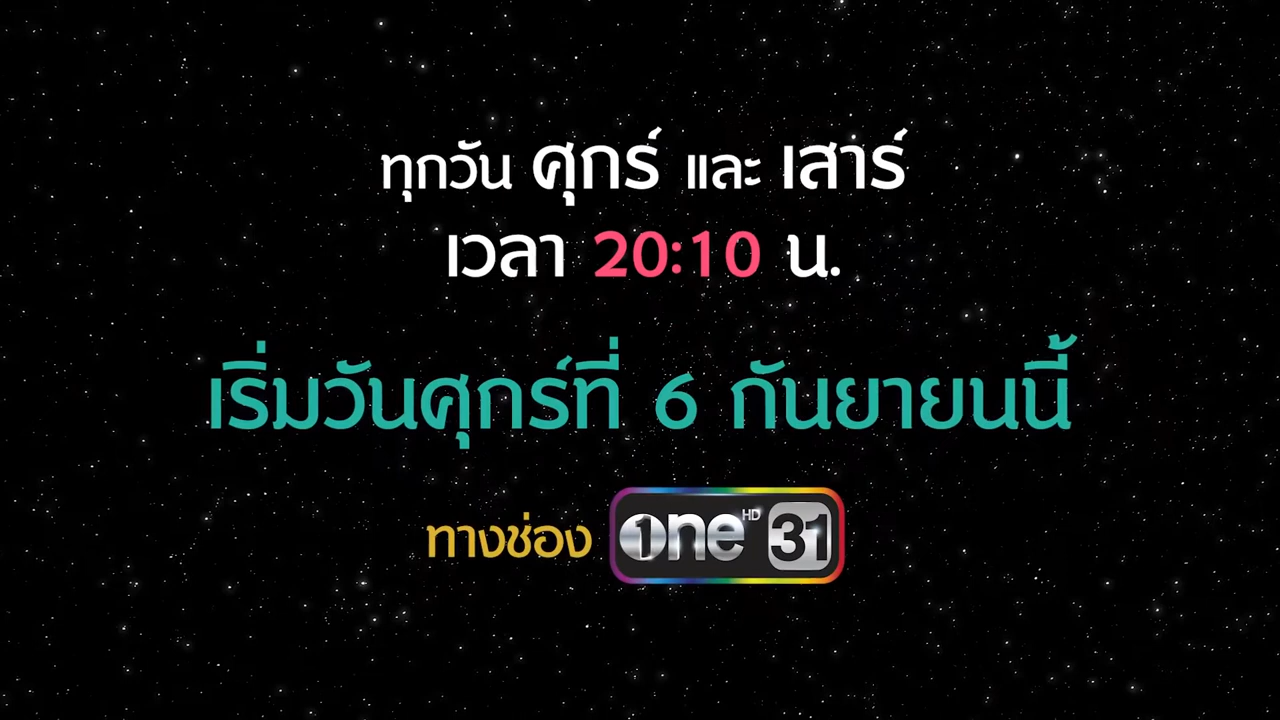 ทุกวัน ศุกร์ และ เสาร์
เวลา 20:10 น.
เริ่มวันศุกร์ที่ 6 กันยายนนี้
ทางช่อง one HD 31